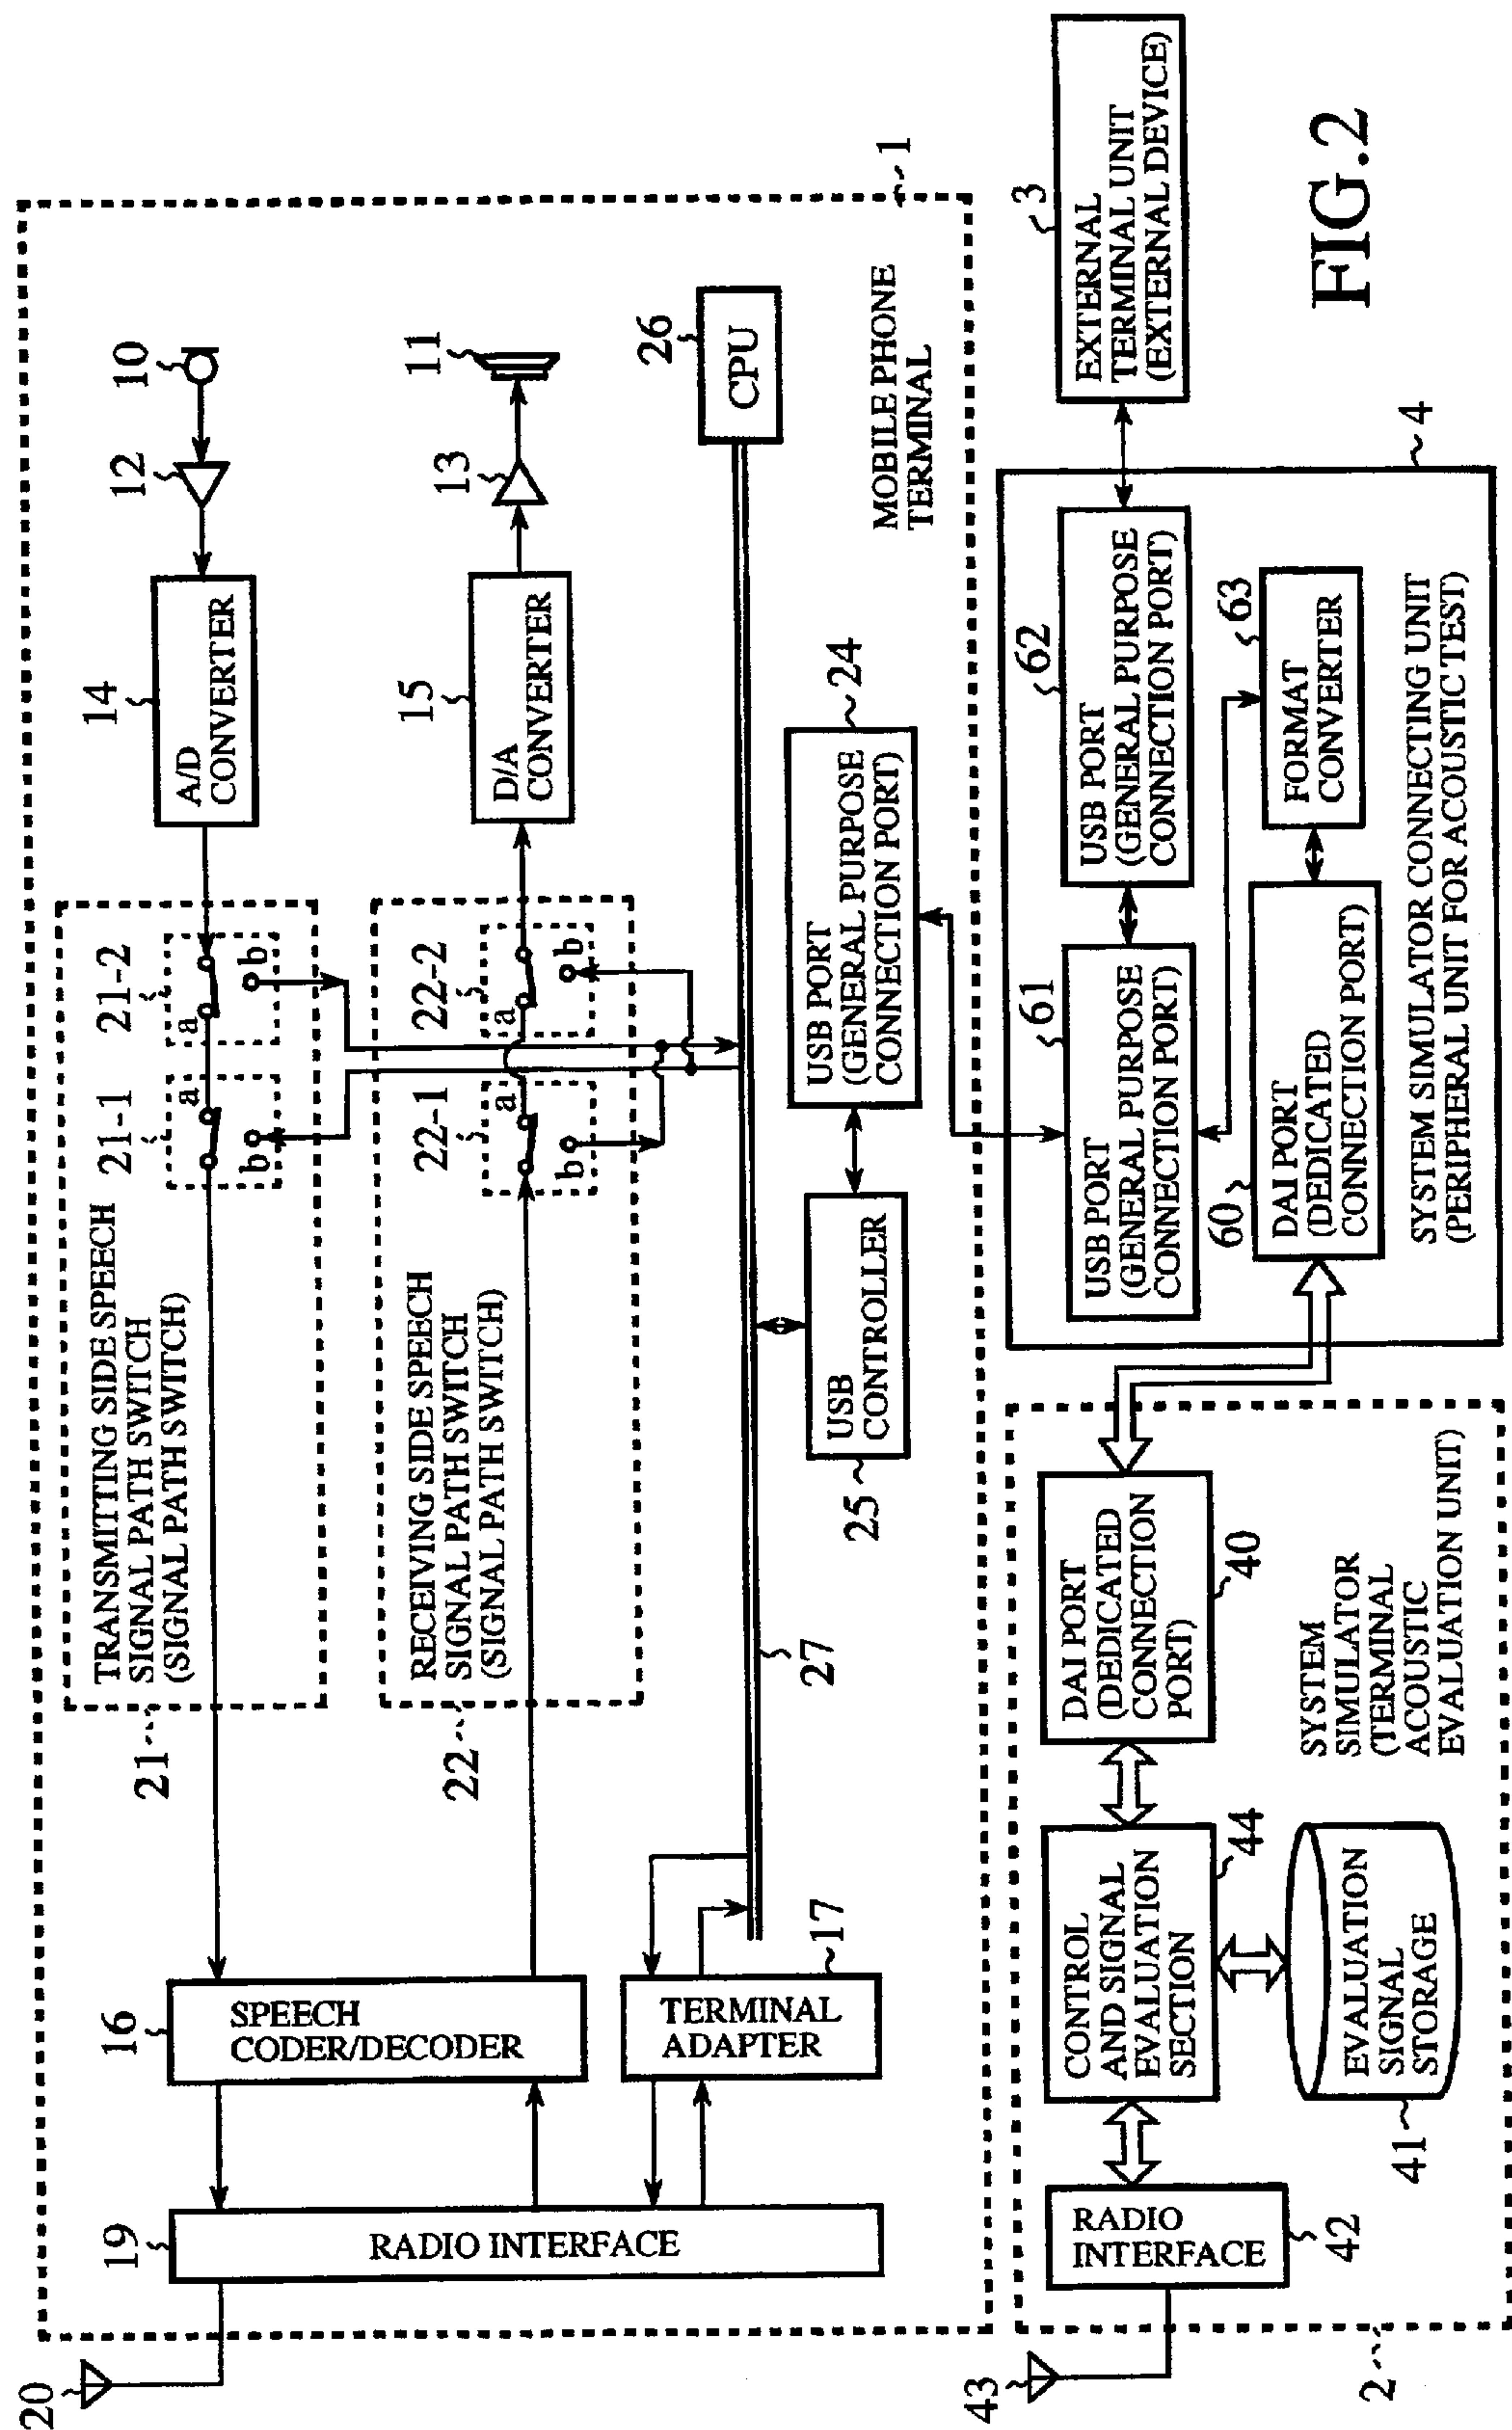 20
19
RADIO INTERFACE
16
SPEECH
CODER/DECODER
17
TERMINAL
ADAPTER
21
TRANSMITTING SIDE SPEECH
SIGNAL PATH SWITCH
(SIGNAL PATH SWITCH)
21-1
a
b
21-2
a
b
22
RECEIVING SIDE SPEECH
SIGNAL PATH SWITCH
(SIGNAL PATH SWITCH)
22-1
a
b
22-2
a
b
14
A/D
CONVERTER
12
10
15
D/A
CONVERTER
13
11
26
CPU
27
25
USB
CONTROLLER
24
USB PORT
(GENERAL PURPOSE
CONNECTION PORT)
MOBILE PHONE
TERMINAL
1
43
2
RADIO
INTERFACE
42
CONTROL
AND SIGNAL
EVALUATION
SECTION
44
41
EVALUATION
SIGNAL
STORAGE
DAI PORT
(DEDICATED
CONNECTION
PORT)
40
SYSTEM
SIMULATOR
(TERMINAL
ACOUSTIC
EVALUATION UNIT)
61
USB PORT
(GENERAL PURPOSE
CONNECTION PORT)
62
USB PORT
(GENERAL PURPOSE
CONNECTION PORT)
60
DAI PORT
(DEDICATED
CONNECTION PORT)
63
FORMAT
CONVERTER
SYSTEM SIMULATOR CONNECTING UNIT
(PERIPHERAL UNIT FOR ACOUSTIC TEST)
4
3
EXTERNAL
TERMINAL UNIT
(EXTERNAL DEVICE)
FIG.2